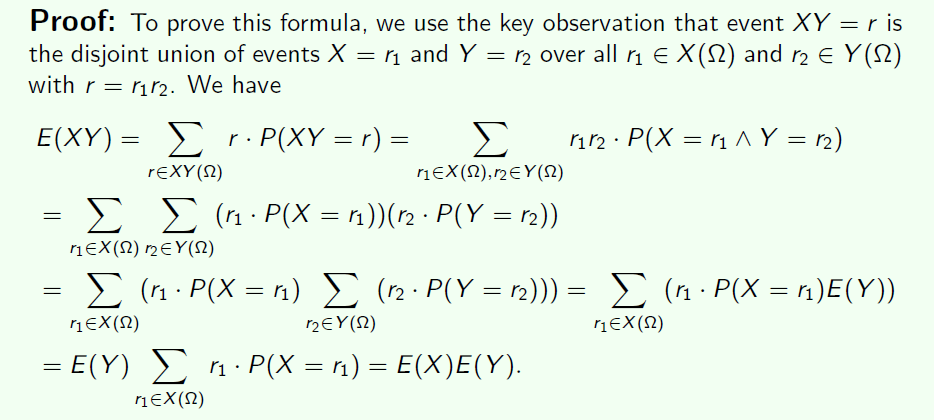 Proof: To prove this formula, we use the key observation that event XY = r is
the disjoint union of events X = r₁ and Y = r₂ over all r₁ ∈ X(Ω) and r₂ ∈ Y(Ω)
with r = r₁r₂. We have
E(XY) = ∑_{r∈XY(Ω)} r · P(XY = r) = ∑_{r₁∈X(Ω),r₂∈Y(Ω)} r₁r₂ · P(X = r₁ ∧ Y = r₂)
= ∑_{r₁∈X(Ω)} ∑_{r₂∈Y(Ω)} (r₁ · P(X = r₁))(r₂ · P(Y = r₂))
= ∑_{r₁∈X(Ω)} (r₁ · P(X = r₁) ∑_{r₂∈Y(Ω)} (r₂ · P(Y = r₂))) = ∑_{r₁∈X(Ω)} (r₁ · P(X = r₁)E(Y))
= E(Y) ∑_{r₁∈X(Ω)} r₁ · P(X = r₁) = E(X)E(Y).